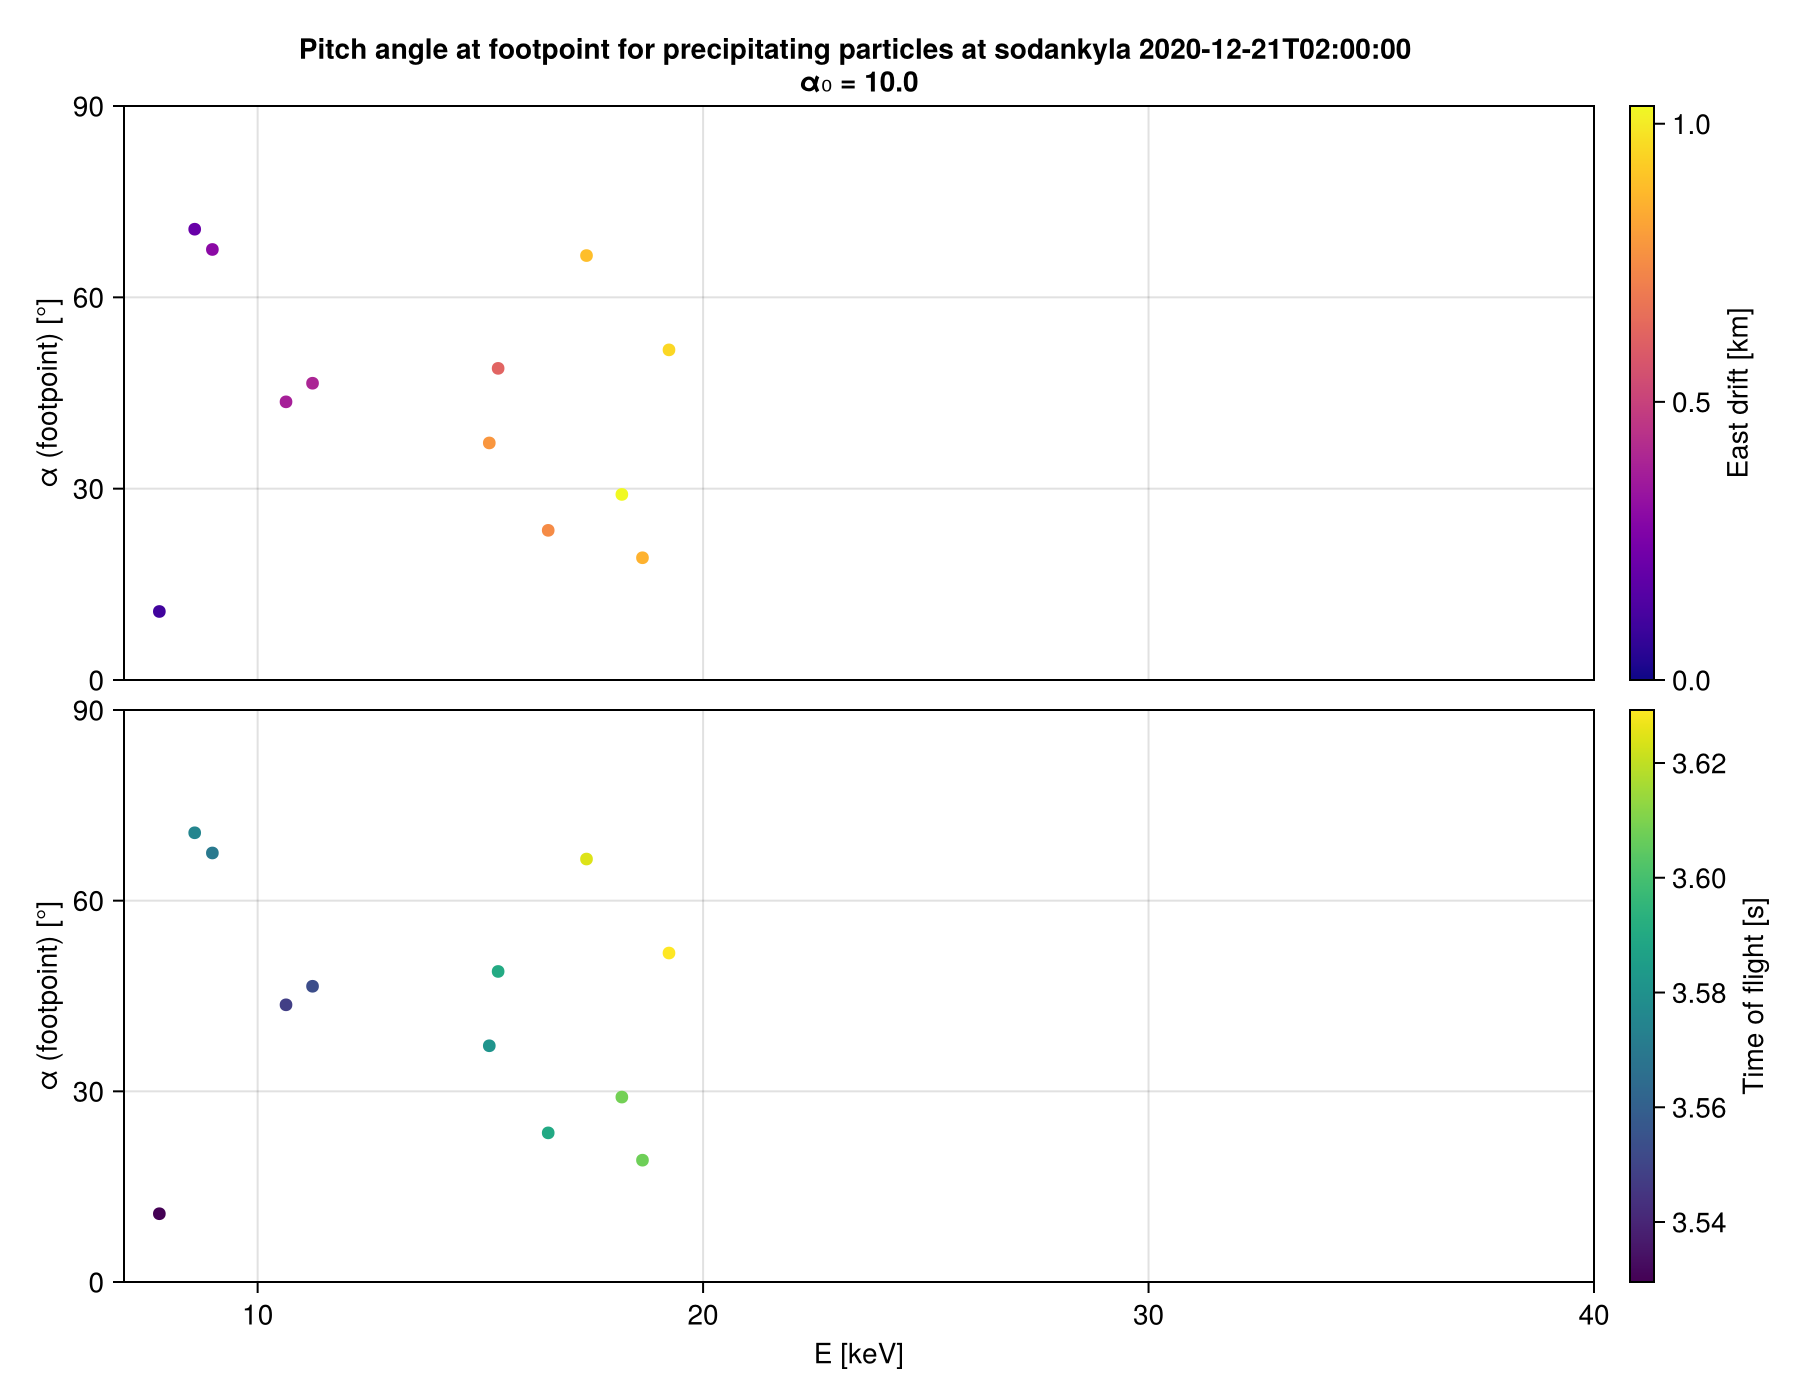 Pitch angle at footpoint for precipitating particles at sodankyla 2020-12-21T02:00:00
α₀ = 10.0
90
60
30
0
α (footpoint) [°]
1.0
0.5
0.0
East drift [km]
90
60
30
0
α (footpoint) [°]
3.62
3.60
3.58
3.56
3.54
Time of flight [s]
10 20 30 40
E [keV]